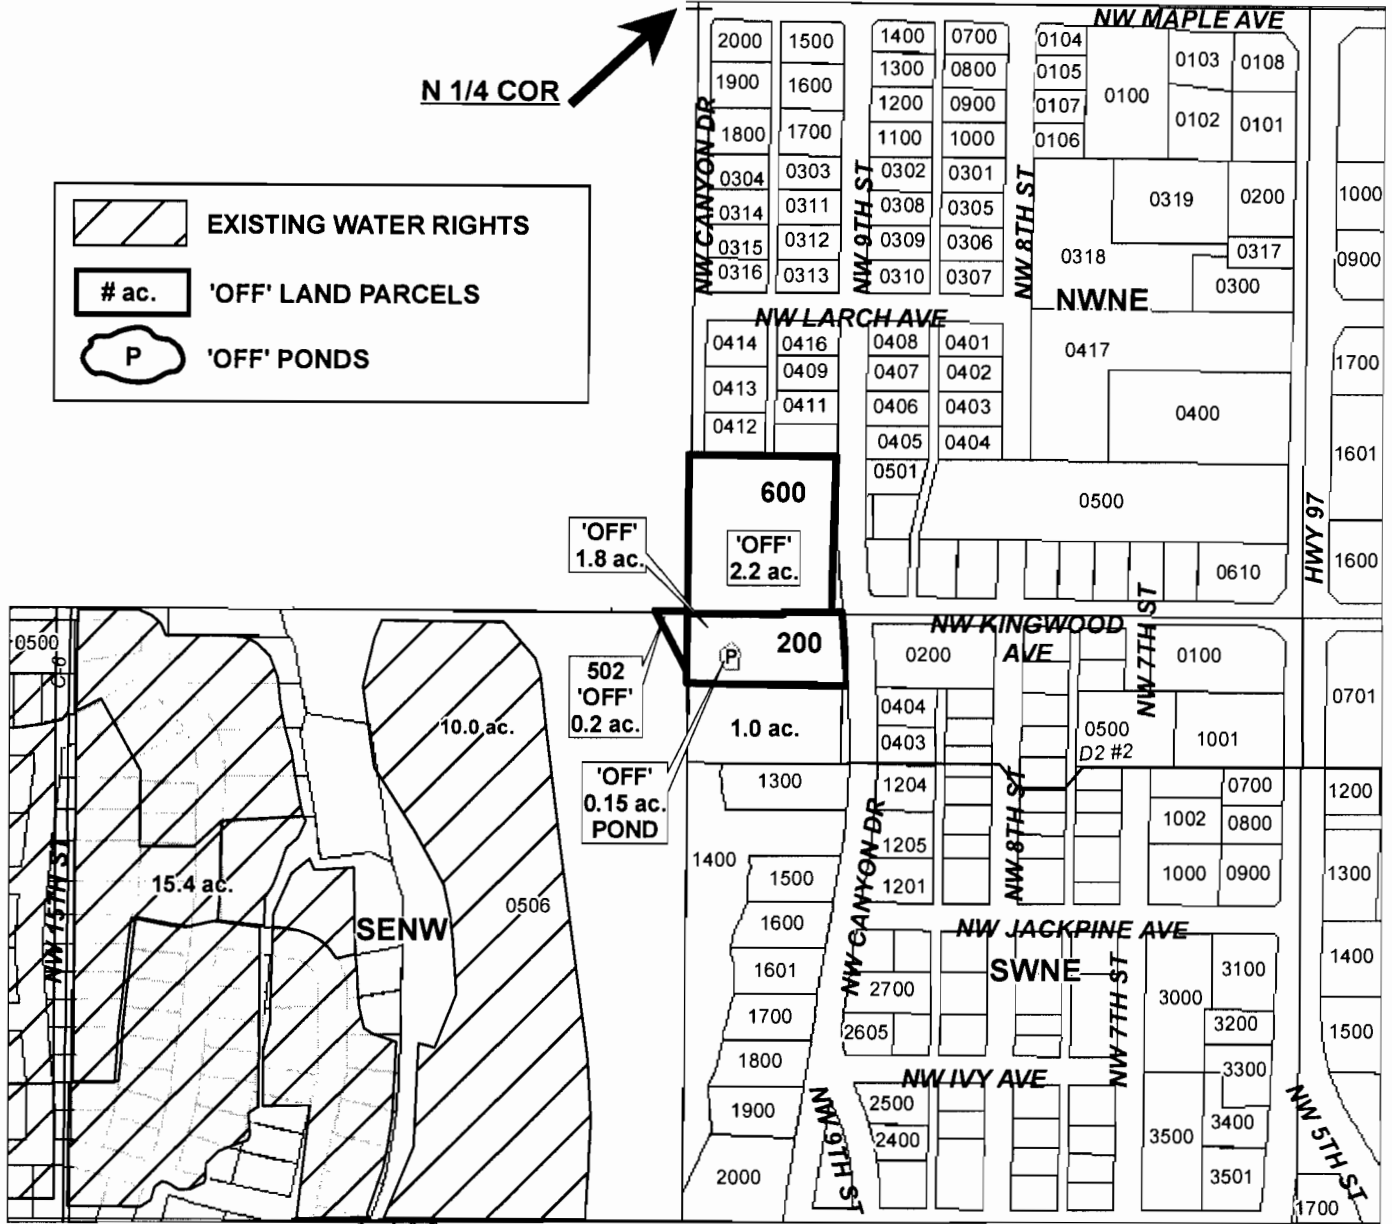 NW MAPLE AVE
N 1/4 COR
2000 1500 1400 0700 0104 0103 0108
1900 1600 1300 0800 0105 0100
1200 0900 0107 0102 0101
1800 1700 1100 1000 0106
0304 0303 0302 0301 0319 0200 1000
0314 0311 0308 0305
0315 0312 0309 0306 0318 0317 0900
0316 0313 0310 0307 0300
NW CANYON DR
NW 9TH ST
NW 8TH ST
NWNE
EXISTING WATER RIGHTS
# ac. 'OFF' LAND PARCELS
P 'OFF' PONDS
NW LARCH AVE
0414 0416 0408 0401 0417 1700
0413 0409 0407 0402
0411 0406 0403 0400
0412 0405 0404 1601
0501 0500
HWY 97
600
'OFF'
2.2 ac.
'OFF'
1.8 ac.
0610 1600
NW 7TH ST
NW KINGWOOD
AVE
200
P
502
'OFF'
0.2 ac.
'OFF'
0.15 ac.
POND
1.0 ac.
0500
C-8
10.0 ac.
0200 0100 0701
0404 0500 1001
0403 D2 #2
1300 1204 0700 1200
1205 1002 0800
1400 1500 1201 1000 0900 1300
NW 15TH ST
15.4 ac.
0506
SENW
NW CANYON DR
NW 8TH ST
1600
NW JACKPINE AVE
SWNE
1601 2700 3000 3100 1400
1700 2605 3200 1500
1800 3300
NW 7TH ST
NW IVY AVE
1900 2500 3400
2400 3500
2000 3501 1700
NW 9TH ST
NW 5TH ST